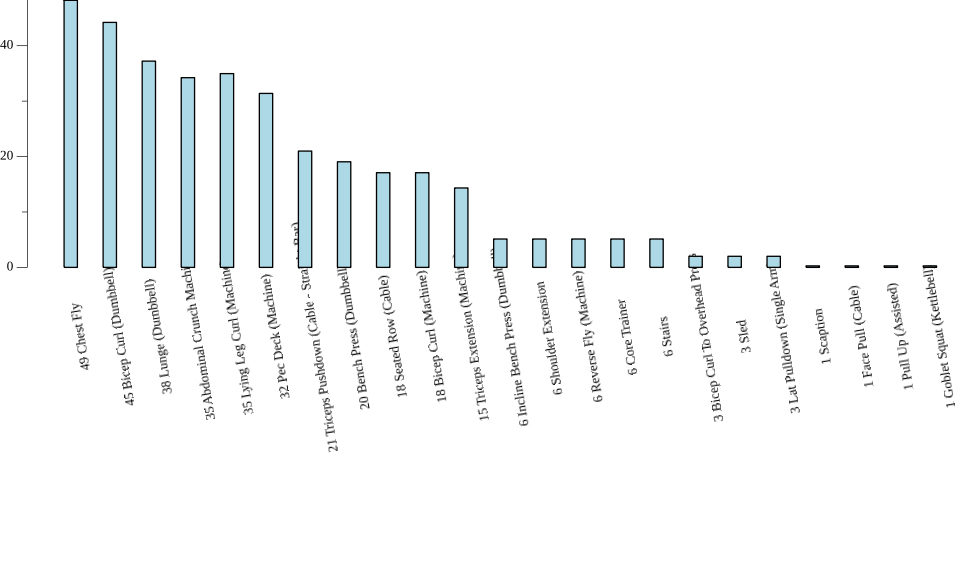 40
20
0
49 Chest Fly
45 Bicep Curl (Dumbbell)
38 Lunge (Dumbbell)
35 Abdominal Crunch Machi
35 Lying Leg Curl (Machine
32 Pec Deck (Machine)
21 Triceps Pushdown (Cable - Strai Bar)
20 Bench Press (Dumbbell
18 Seated Row (Cable)
18 Bicep Curl (Machine)
15 Triceps Extension (Machin
6 Incline Bench Press (Dumbbell)
6 Shoulder Extension
6 Reverse Fly (Machine)
6 Core Trainer
6 Stairs
3 Bicep Curl To Overhead Pre
3 Sled
3 Lat Pulldown (Single Arm
1 Scaption
1 Face Pull (Cable)
1 Pull Up (Assisted)
1 Goblet Squat (Kettlebell)